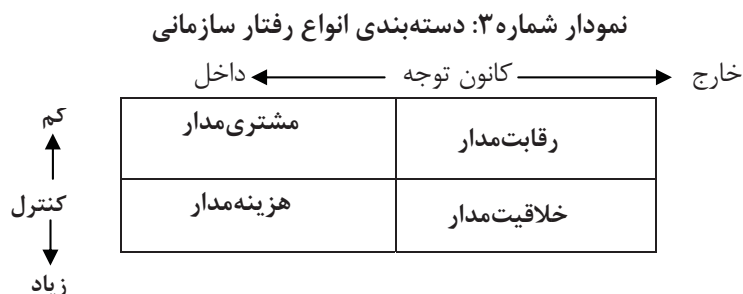 نمودار شماره۳: دسته‌بندی انواع رفتار سازمانی
خارج کانون توجه داخل
کم
رقابت‌مدار مشتری‌مدار
کنترل
خلاقیت‌مدار هزینه‌مدار
زیاد